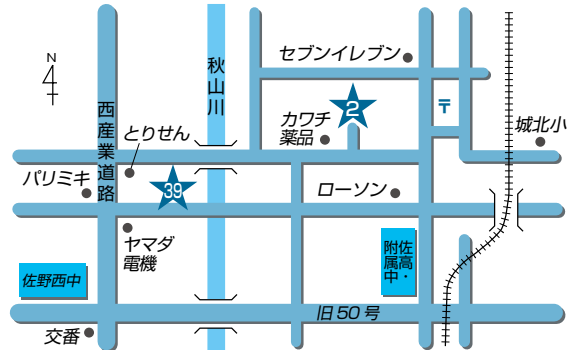 N
秋山川
セブンイレブン
2
〒
西産業道路
とりせん
カワチ
薬品
城北小
パリミキ
39
ローソン
ヤマダ
電機
佐高・
附属中
佐野西中
旧50号
交番